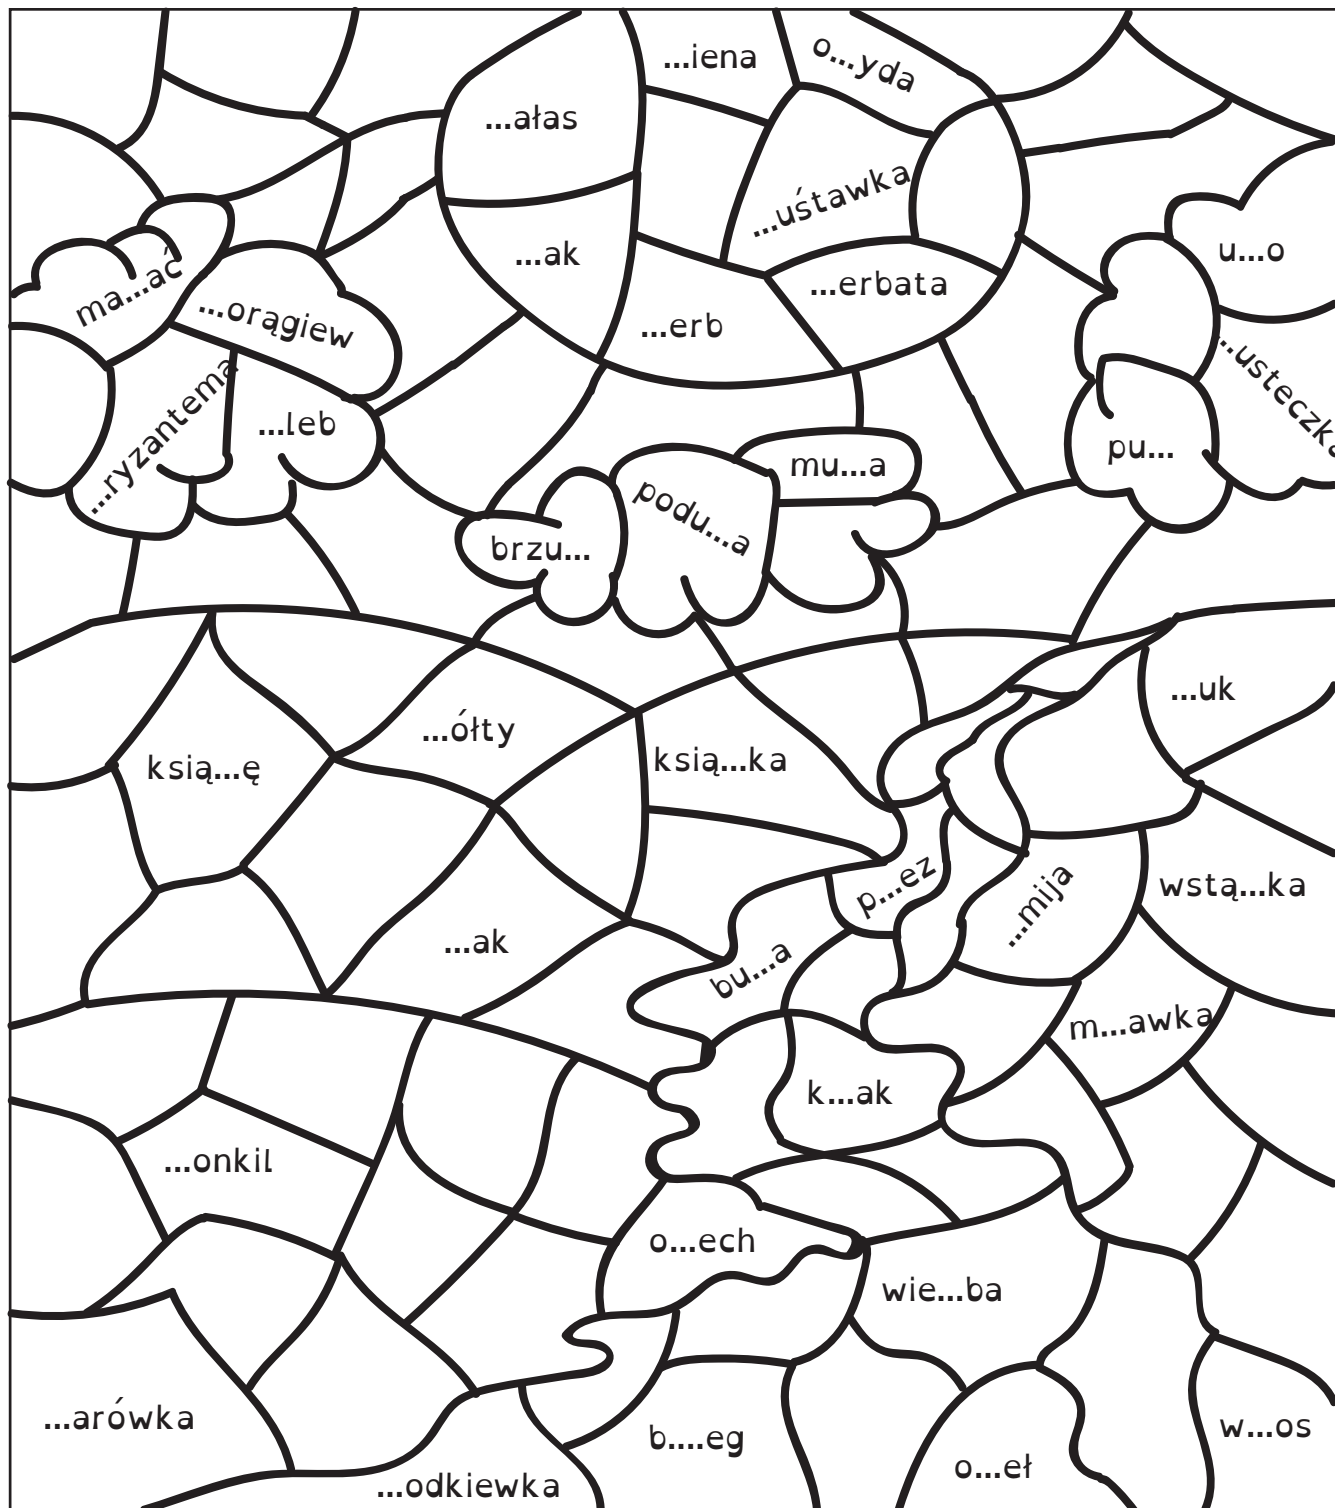 ...iena
o...yda
...ałas
...uśtawka
...ak
...erbata
...erb
u...o
ma...ać
...orągiew
...usteczka
...ryzantema
...leb
pu...
mu...a
podu...a
brzu...
...uk
...ółty
ksią...ę
ksią...ka
p...ez
...mija
wstą...ka
...ak
bu...a
m...awka
k...ak
...onkil
o...ech
wie...ba
...arówka
b....eg
w...os
o...eł
...odkiewka